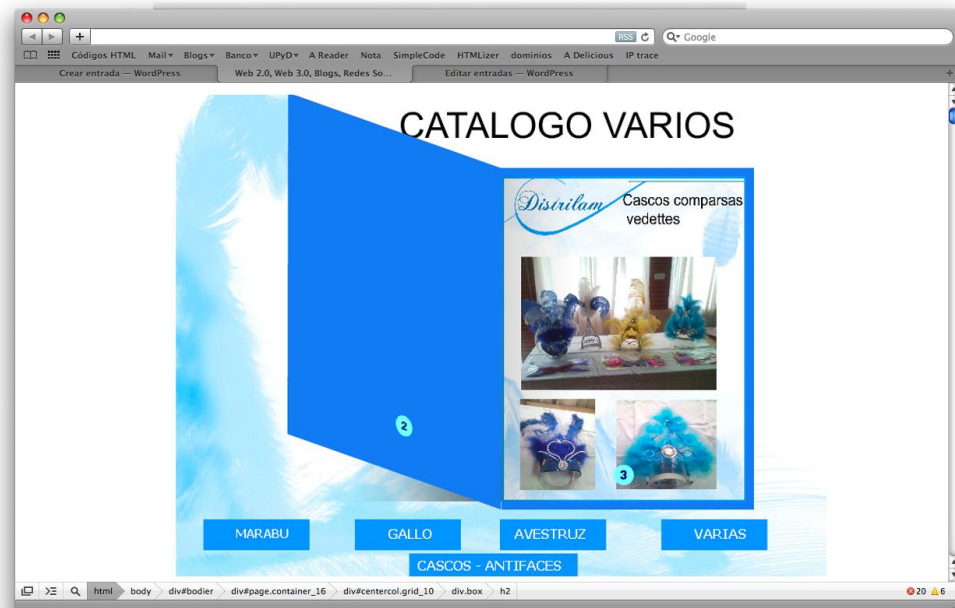 RSS
Google
Códigos HTML Mail Blogs Banco UPyD A Reader Nota SimpleCode HTMLizer dominios A Delicious IP trace
Crear entrada — WordPress Web 2.0, Web 3.0, Blogs, Redes So... Editar entradas — WordPress
CATALOGO VARIOS
Distrilam
Cascos comparsas
vedettes
2
3
MARABU GALLO AVESTRUZ VARIAS
CASCOS - ANTIFACES
html body div#bodier div#page.container_16 div#centercol.grid_10 div.box h2 20 6